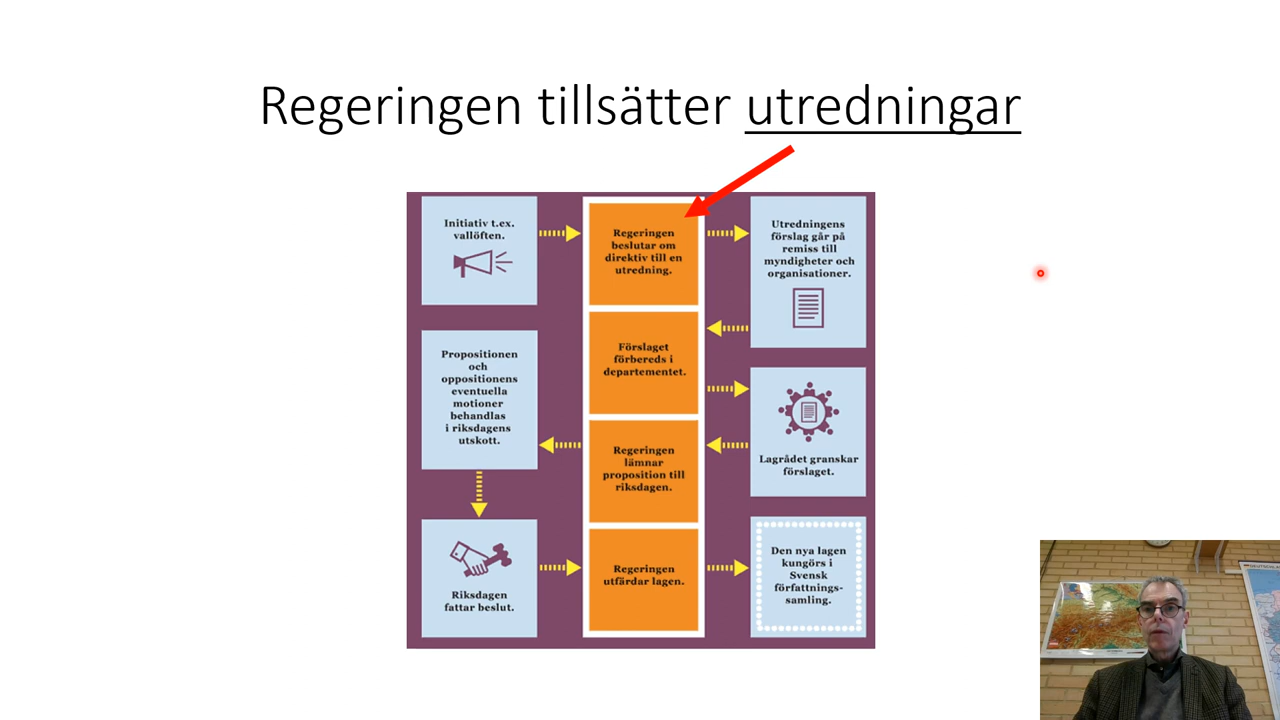 Regeringen tillsätter utredningar
Initiativ t.ex.
vallöften.
Regeringen
beslutar om
direktiv till en
utredning.
Utredningens
förslag går på
remiss till
myndigheter och
organisationer.
Förslaget
förbereds i
departementet.
Lagrådet granskar
förslaget.
Regeringen
lämnar
proposition till
riksdagen.
Propositionen
och
oppositionens
eventuella
motioner
behandlas
i riksdagens
utskott.
Riksdagen
fattar beslut.
Regeringen
utfärdar lagen.
Den nya lagen
kungörs i
Svensk
författnings-
samling.